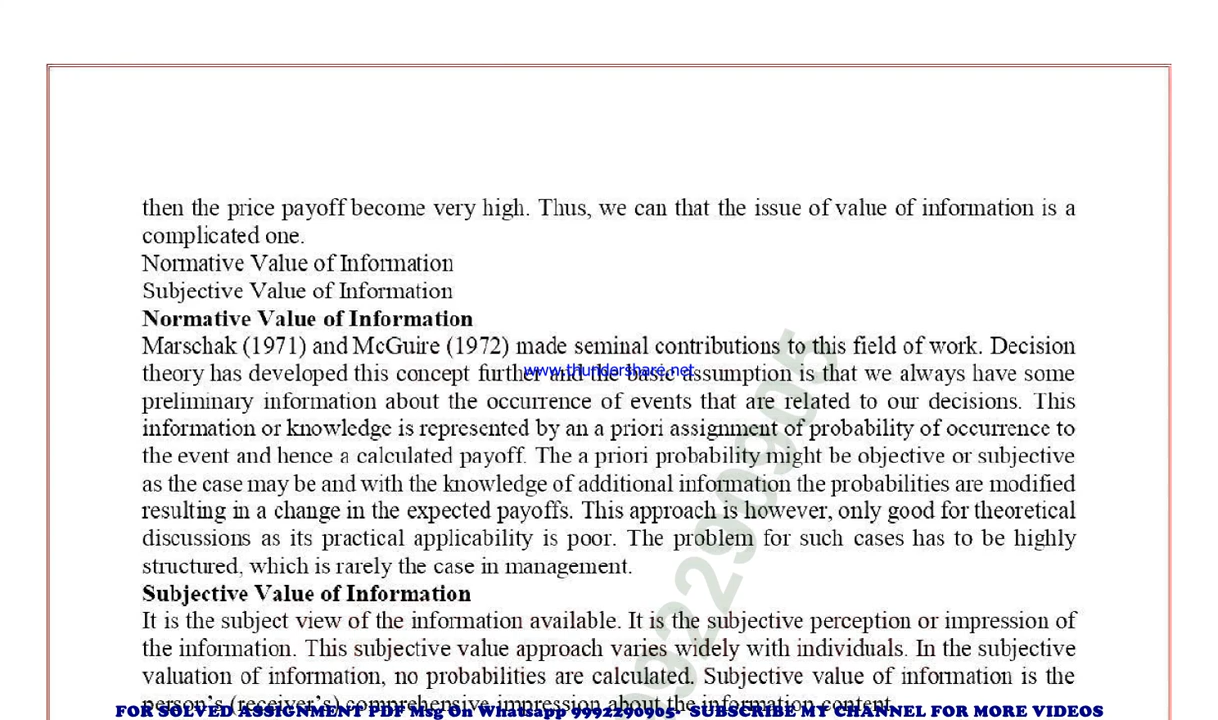 then the price payoff become very high. Thus, we can that the issue of value of information is a
complicated one.
Normative Value of Information
Subjective Value of Information
Normative Value of Information
Marschak (1971) and McGuire (1972) made seminal contributions to this field of work. Decision
theory has developed this concept further and the basic assumption is that we always have some
www.thundershare.net
preliminary information about the occurrence of events that are related to our decisions. This
information or knowledge is represented by an a priori assignment of probability of occurrence to
the event and hence a calculated payoff. The a priori probability might be objective or subjective
as the case may be and with the knowledge of additional information the probabilities are modified
resulting in a change in the expected payoffs. This approach is however, only good for theoretical
discussions as its practical applicability is poor. The problem for such cases has to be highly
structured, which is rarely the case in management.
Subjective Value of Information
It is the subject view of the information available. It is the subjective perception or impression of
the information. This subjective value approach varies widely with individuals. In the subjective
valuation of information, no probabilities are calculated. Subjective value of information is the
person's (receiver's) comprehensive impression about the information content.
FOR SOLVED ASSIGNMENT PDF Msg On Whatsapp 9992290905- SUBSCRIBE MY CHANNEL FOR MORE VIDEOS